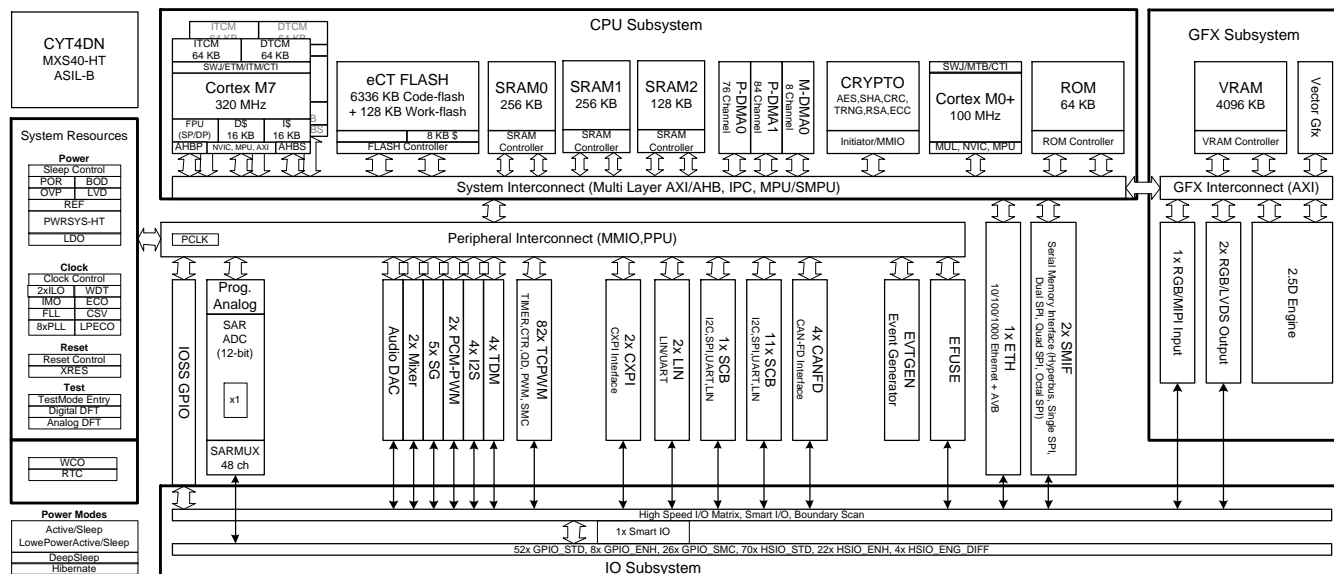 CYT4DN
MXS40-HT
ASIL-B
System Resources
Power
Sleep Control
POR
BOD
OVP
LVD
REF
PWRSYS-HT
LDO
Clock
Clock Control
2xILO
WDT
IMO
ECO
FLL
CSV
8xPLL
LPECO
Reset
Reset Control
XRES
Test
TestMode Entry
Digital DFT
Analog DFT
WCO
RTC
Power Modes
Active/Sleep
LowePowerActive/Sleep
DeepSleep
Hibernate
CPU Subsystem
ITCM
64 KB
DTCM
64 KB
ITCM
64 KB
DTCM
64 KB
SWJ/ETM/ITM/CTI
Cortex M7
320 MHz
FPU
(SP/DP)
D$
16 KB
I$
16 KB
AHBP
NVIC, MPU, AXI
AHBS
eCT FLASH
6336 KB Code-flash
+ 128 KB Work-flash
8 KB $
FLASH Controller
SRAM0
256 KB
SRAM
Controller
SRAM1
256 KB
SRAM
Controller
SRAM2
128 KB
SRAM
Controller
P-DMA0
76 Channel
P-DMA1
84 Channel
M-DMA0
8 Channel
CRYPTO
AES,SHA,CRC,
TRNG,RSA,ECC
Initiator/MMIO
SWJ/MTB/CTI
Cortex M0+
100 MHz
MUL, NVIC, MPU
ROM
64 KB
ROM Controller
System Interconnect (Multi Layer AXI/AHB, IPC, MPU/SMPU)
GFX Subsystem
VRAM
4096 KB
VRAM Controller
Vector Gfx
GFX Interconnect (AXI)
1x RGB/MIPI Input
2x RGB/LVDS Output
2.5D Engine
PCLK
Peripheral Interconnect (MMIO,PPU)
IOSS GPIO
Prog.
Analog
SAR
ADC
(12-bit)
x1
SARMUX
48 ch
Audio DAC
2x Mixer
5x SG
2x PCM-PWM
4x I2S
4x TDM
82x TCPWM
TIMER,CTR,QD, PWM, SMC
2x CXPI
CXPI Interface
2x LIN
LIN/UART
1x SCB
I2C,SPI,UART,LIN
11x SCB
I2C,SPI,UART,LIN
4x CANFD
CAN-FD Interface
EVTGEN
Event Generator
EFUSE
1x ETH
10/100/1000 Ethernet + AVB
2x SMIF
Serial Memory Interface (Hyperbus, Single SPI,
Dual SPI, Quad SPI, Octal SPI)
High Speed I/O Matrix, Smart I/O, Boundary Scan
1x Smart IO
52x GPIO_STD, 8x GPIO_ENH, 26x GPIO_SMC, 70x HSIO_STD, 22x HSIO_ENH, 4x HSIO_ENG_DIFF
IO Subsystem